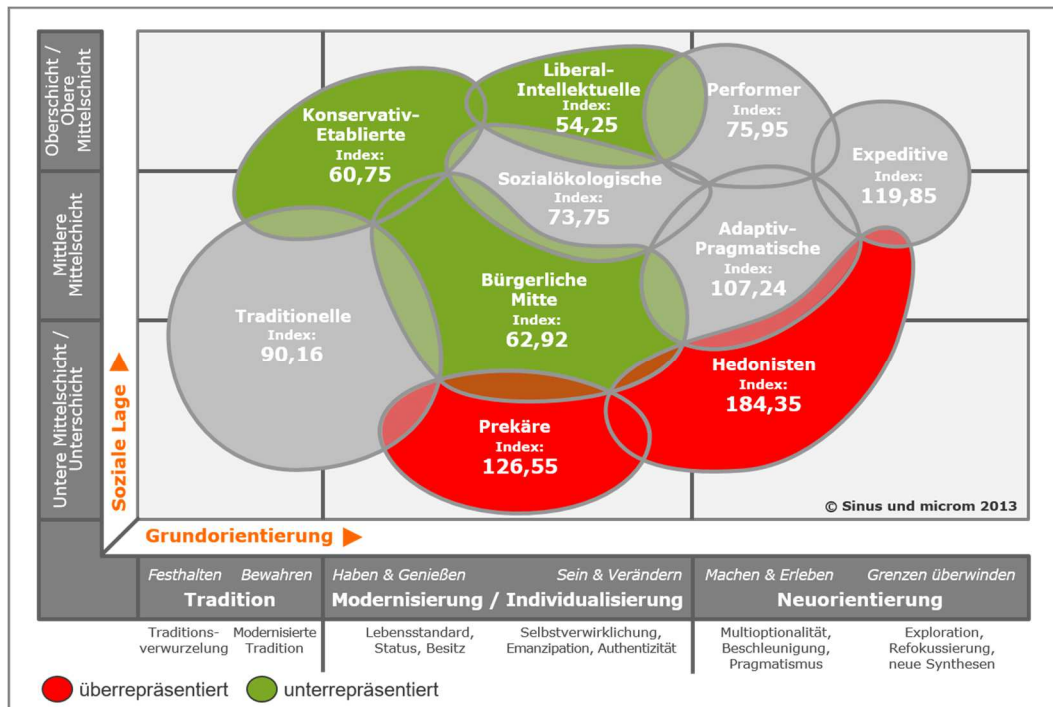 Oberschicht /
Obere
Mittelschicht
Mittlere
Mittelschicht
Untere Mittelschicht /
Unterschicht
Soziale Lage
Konservativ-
Etablierte
Index:
60,75
Liberal-
Intellektuelle
Index:
54,25
Performer
Index:
75,95
Expeditive
Index:
119,85
Sozialökologische
Index:
73,75
Adaptiv-
Pragmatische
Index:
107,24
Traditionelle
Index:
90,16
Bürgerliche
Mitte
Index:
62,92
Hedonisten
Index:
184,35
Prekäre
Index:
126,55
© Sinus und microm 2013
Grundorientierung
Festhalten Bewahren
Tradition
Haben & Genießen Sein & Verändern
Modernisierung / Individualisierung
Machen & Erleben Grenzen überwinden
Neuorientierung
Traditions-
verwurzelung
Modernisierte
Tradition
Lebensstandard,
Status, Besitz
Selbstverwirklichung,
Emanzipation, Authentizität
Multioptionalität,
Beschleunigung,
Pragmatismus
Exploration,
Refokussierung,
neue Synthesen
überrepräsentiert
unterrepräsentiert